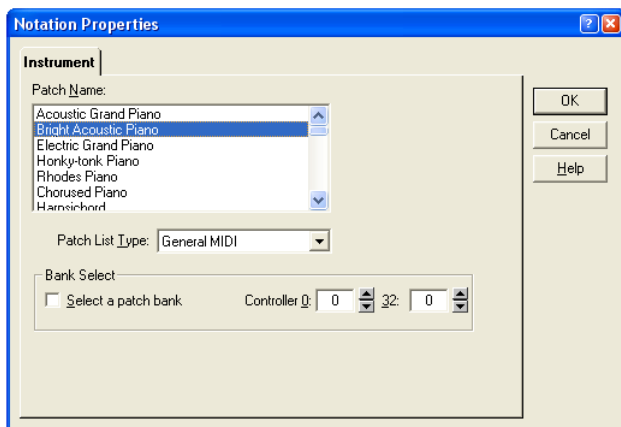 Notation Properties
Instrument
Patch Name:
Acoustic Grand Piano
Bright Acoustic Piano
Electric Grand Piano
Honky-tonk Piano
Rhodes Piano
Chorused Piano
Harpsichord
OK
Cancel
Help
Patch List Type: General MIDI
Bank Select
Select a patch bank Controller 0: 0 32: 0